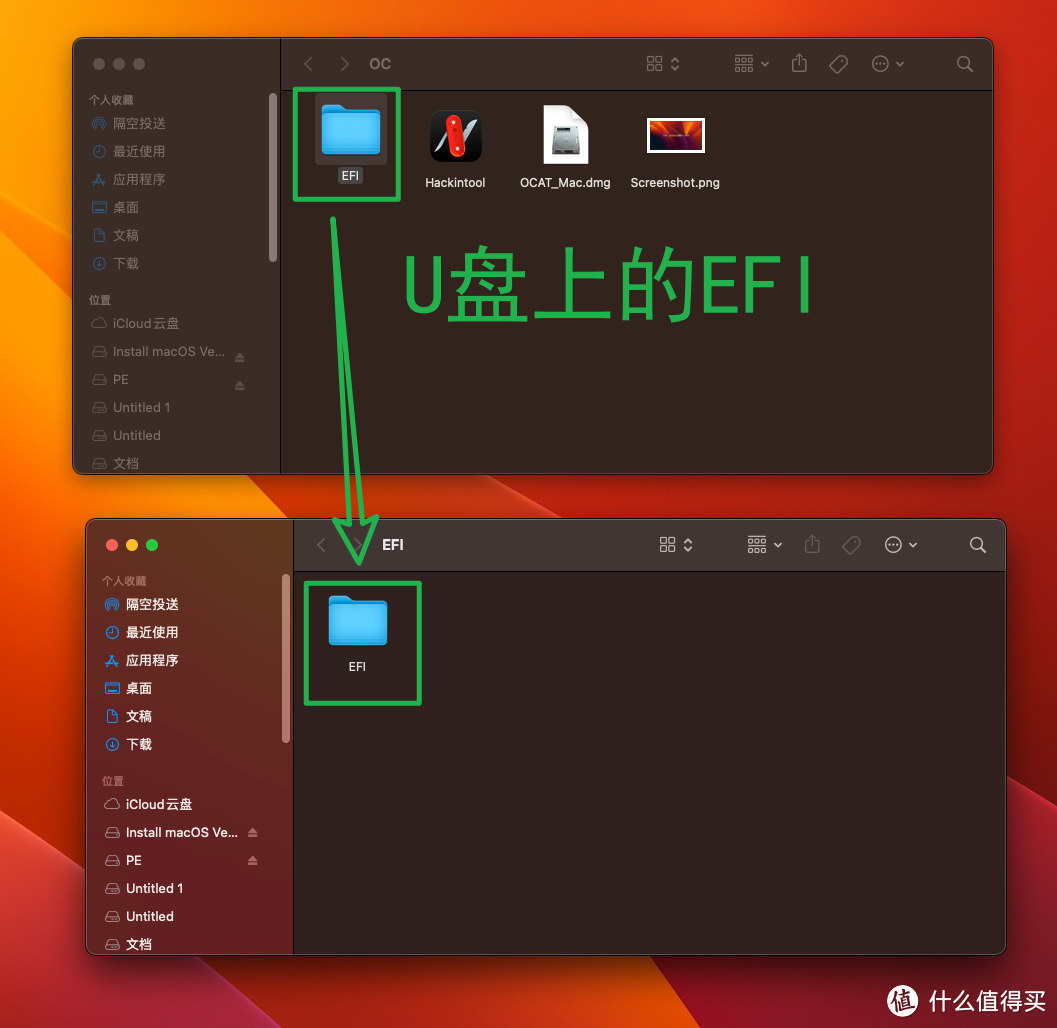 OC
个人收藏
隔空投送
最近使用
应用程序
桌面
文稿
下载
位置
iCloud云盘
Install macOS Ve...
PE
Untitled 1
Untitled
文档
EFI
Hackintool
OCAT_Mac.dmg
Screenshot.png
U盘上的EFI
EFI
个人收藏
隔空投送
最近使用
应用程序
桌面
文稿
下载
位置
iCloud云盘
Install macOS Ve...
PE
Untitled 1
Untitled
文档
EFI
值 什么值得买